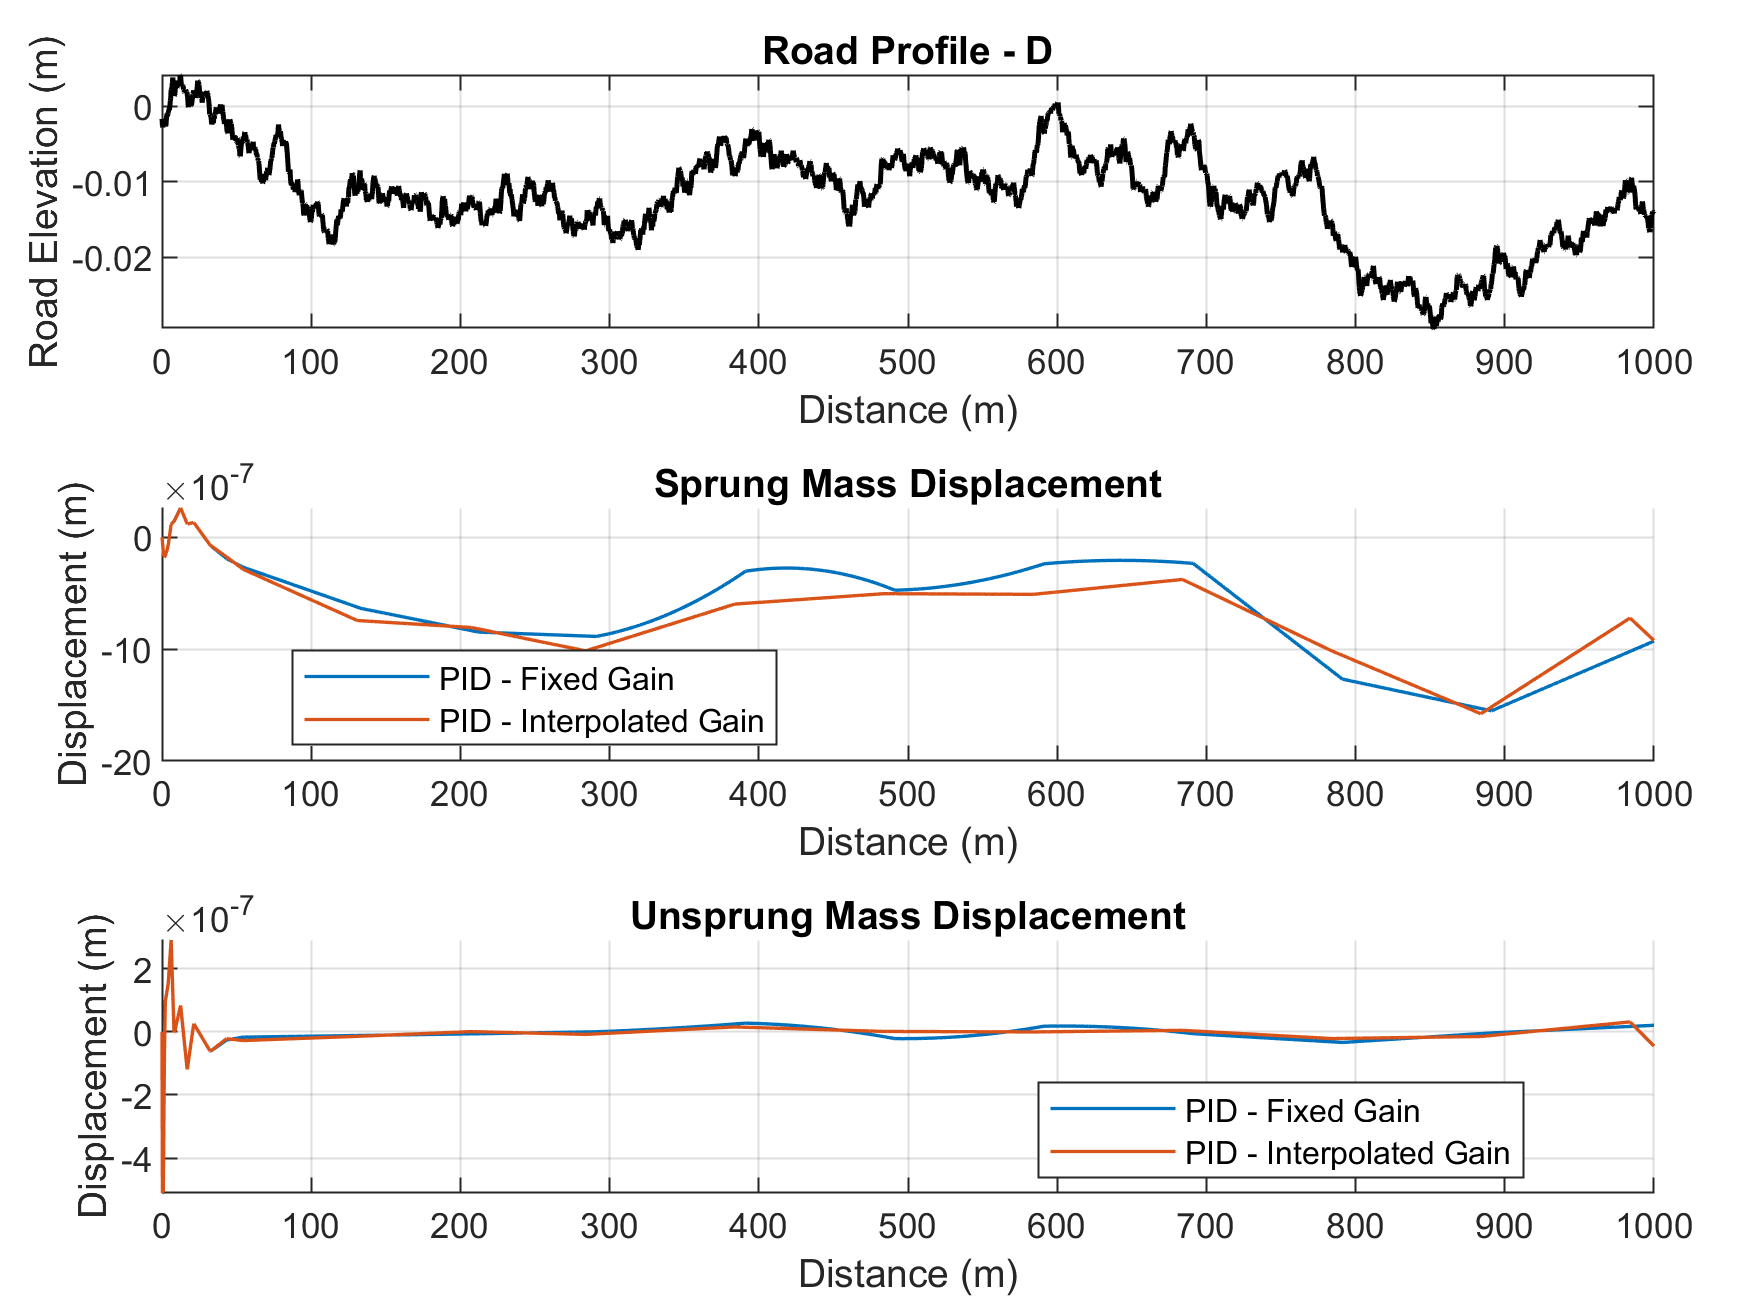 Road Profile - D
Road Elevation (m)
0
-0.01
-0.02
0 100 200 300 400 500 600 700 800 900 1000
Distance (m)
×10-7
Sprung Mass Displacement
Displacement (m)
0
-10
-20
PID - Fixed Gain
PID - Interpolated Gain
0 100 200 300 400 500 600 700 800 900 1000
Distance (m)
×10-7
Unsprung Mass Displacement
Displacement (m)
2
0
-2
-4
PID - Fixed Gain
PID - Interpolated Gain
0 100 200 300 400 500 600 700 800 900 1000
Distance (m)